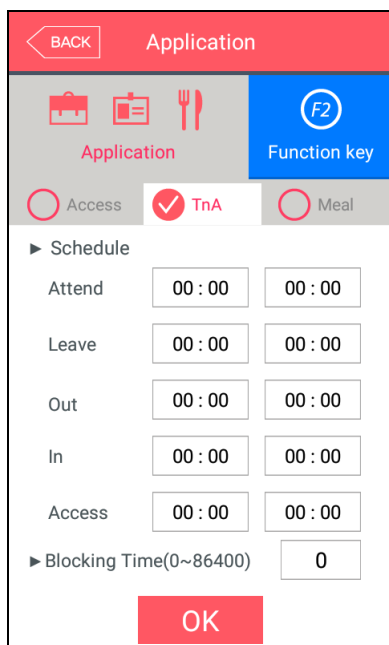 BACK Application
F2
Application Function key
Access TnA Meal
► Schedule
Attend 00 : 00 00 : 00
Leave 00 : 00 00 : 00
Out 00 : 00 00 : 00
In 00 : 00 00 : 00
Access 00 : 00 00 : 00
►Blocking Time(0~86400) 0
OK